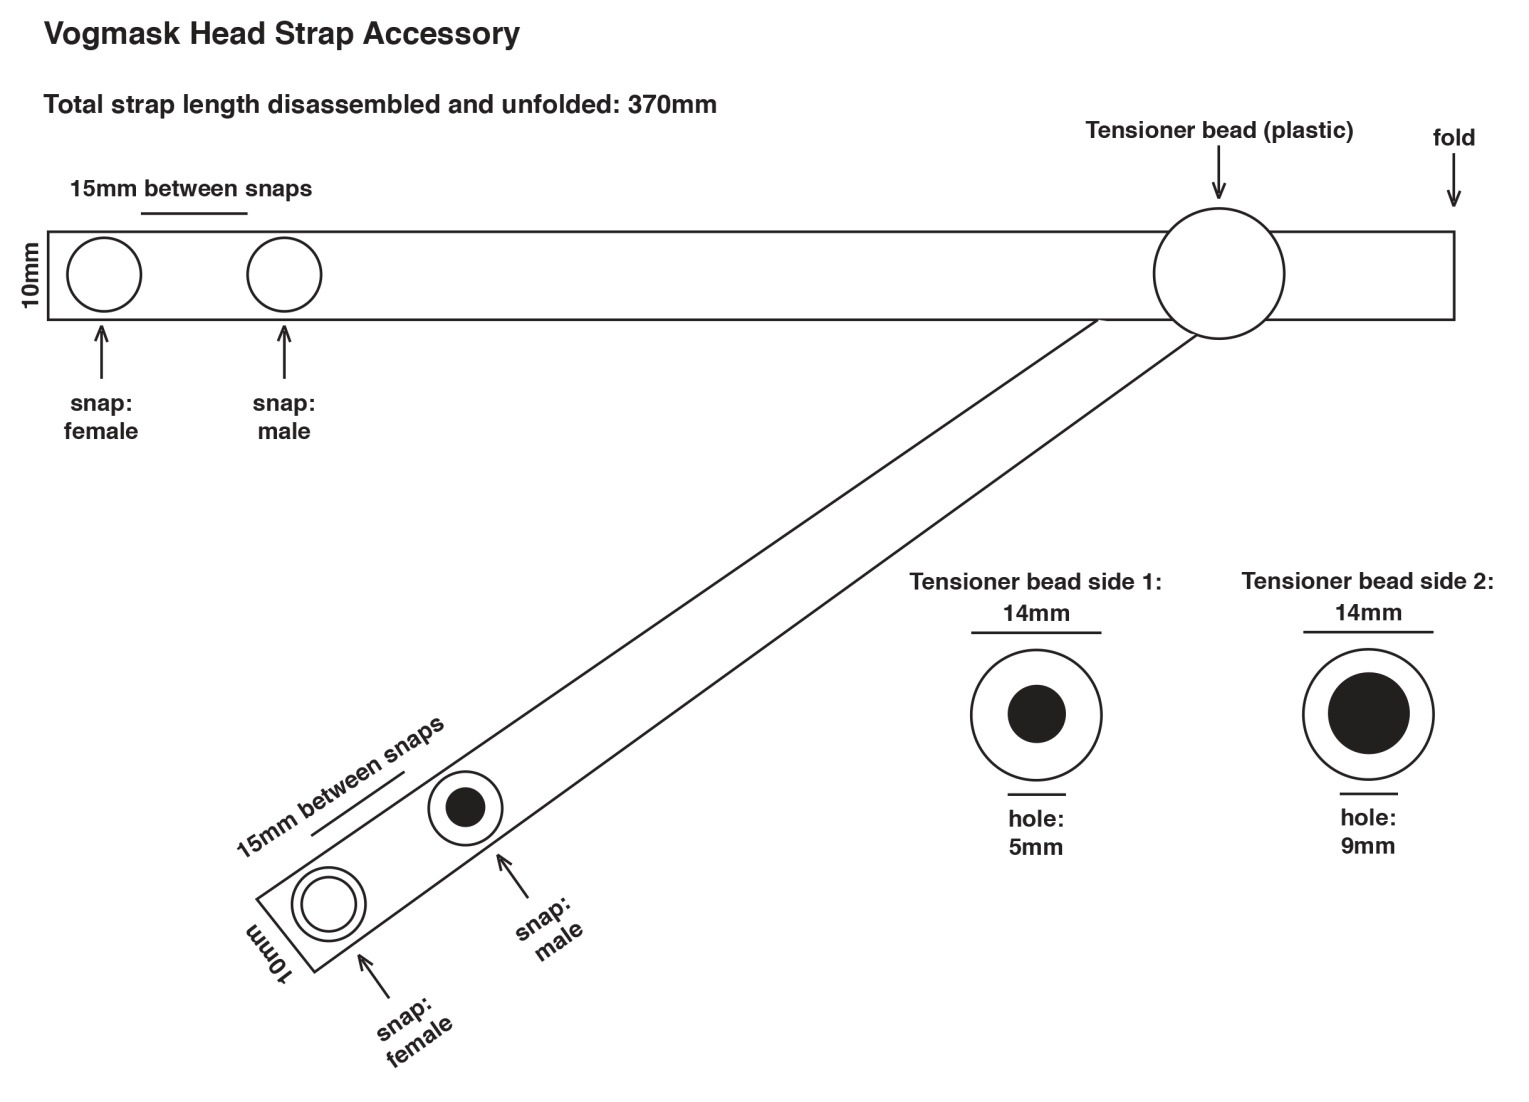 Vogmask Head Strap Accessory
Total strap length disassembled and unfolded: 370mm
Tensioner bead (plastic)
fold
15mm between snaps
10mm
snap:
female
snap:
male
Tensioner bead side 1:
14mm
hole:
5mm
Tensioner bead side 2:
14mm
hole:
9mm
15mm between snaps
10mm
snap:
male
snap:
female